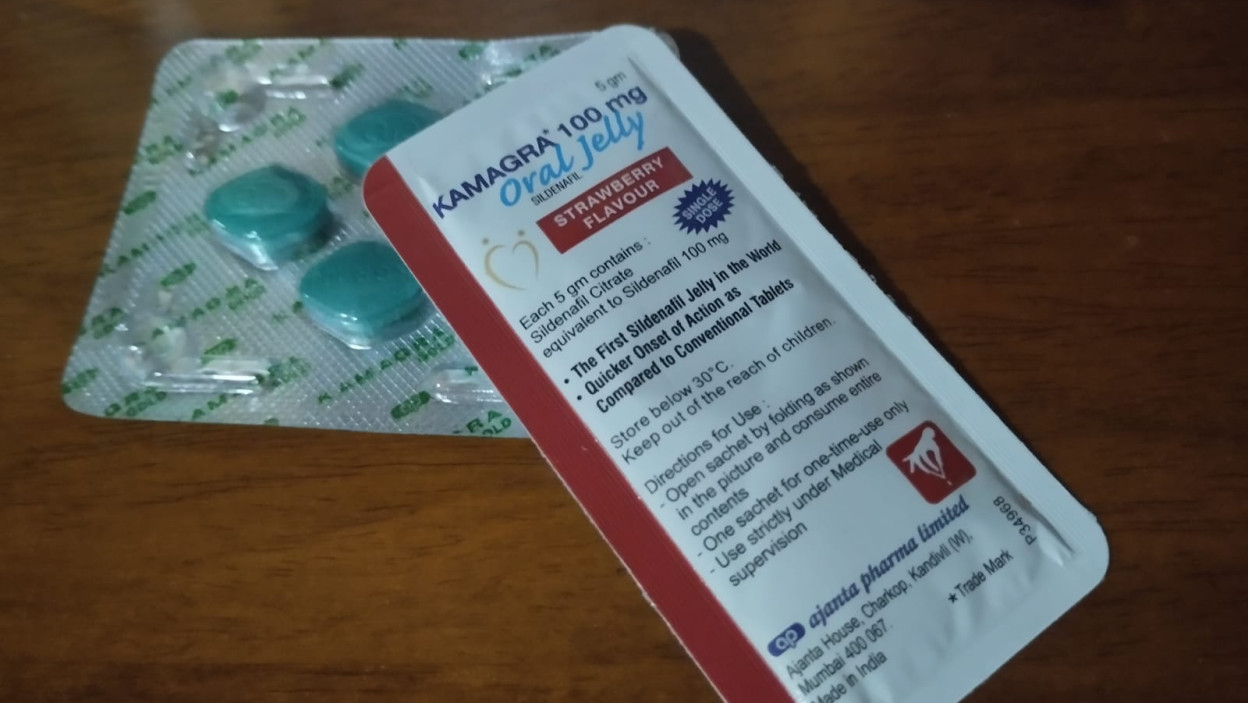 5 gm
KAMAGRA* 100 mg
Oral Jelly
SILDENAFIL
STRAWBERRY
FLAVOUR
SINGLE
DOSE
Each 5 gm contains :
Sildenafil Citrate
equivalent to Sildenafil 100 mg
• The First Sildenafil Jelly in the World
• Quicker Onset of Action as
Compared to Conventional Tablets
Store below 30°C.
Keep out of the reach of children.
Directions for Use :
- Open sachet by folding as shown
in the picture and consume entire
contents
- One sachet for one-time-use only
- Use strictly under Medical
supervision
ap ajanta pharma limited
Ajanta House, Charkop, Kandivli (W),
Mumbai 400 067.
Made in India
* Trade Mark
P34968
KAMAGRA
GOLD